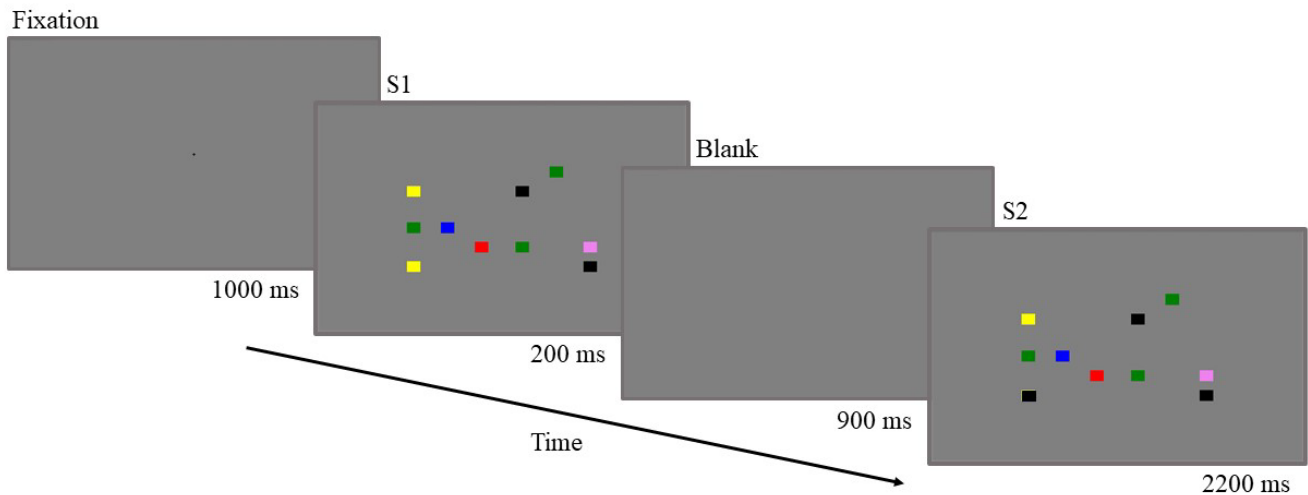 Fixation
S1
Blank
S2
1000 ms
200 ms
900 ms
2200 ms
Time